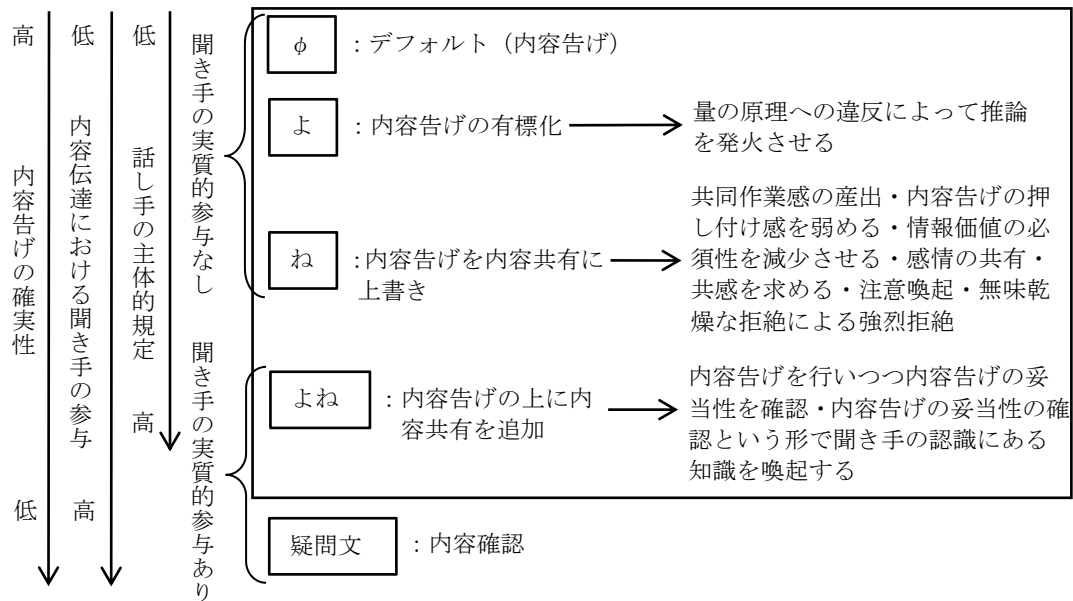 高
内容告げの確実性
低
低
内容伝達における聞き手の参与
高
低
話し手の主体的規定
高
聞き手の実質的参与なし
聞き手の実質的参与あり
φ
：デフォルト（内容告げ）
よ
：内容告げの有標化
量の原理への違反によって推論
を発火させる
ね
：内容告げを内容共有に
上書き
共同作業感の産出・内容告げの押
し付け感を弱める・情報価値の必
須性を減少させる・感情の共有・
共感を求める・注意喚起・無味乾
燥な拒絶による強烈拒絶
よね
：内容告げの上に内
容共有を追加
内容告げを行いつつ内容告げの妥
当性を確認・内容告げの妥当性の確
認という形で聞き手の認識にある
知識を喚起する
疑問文
：内容確認